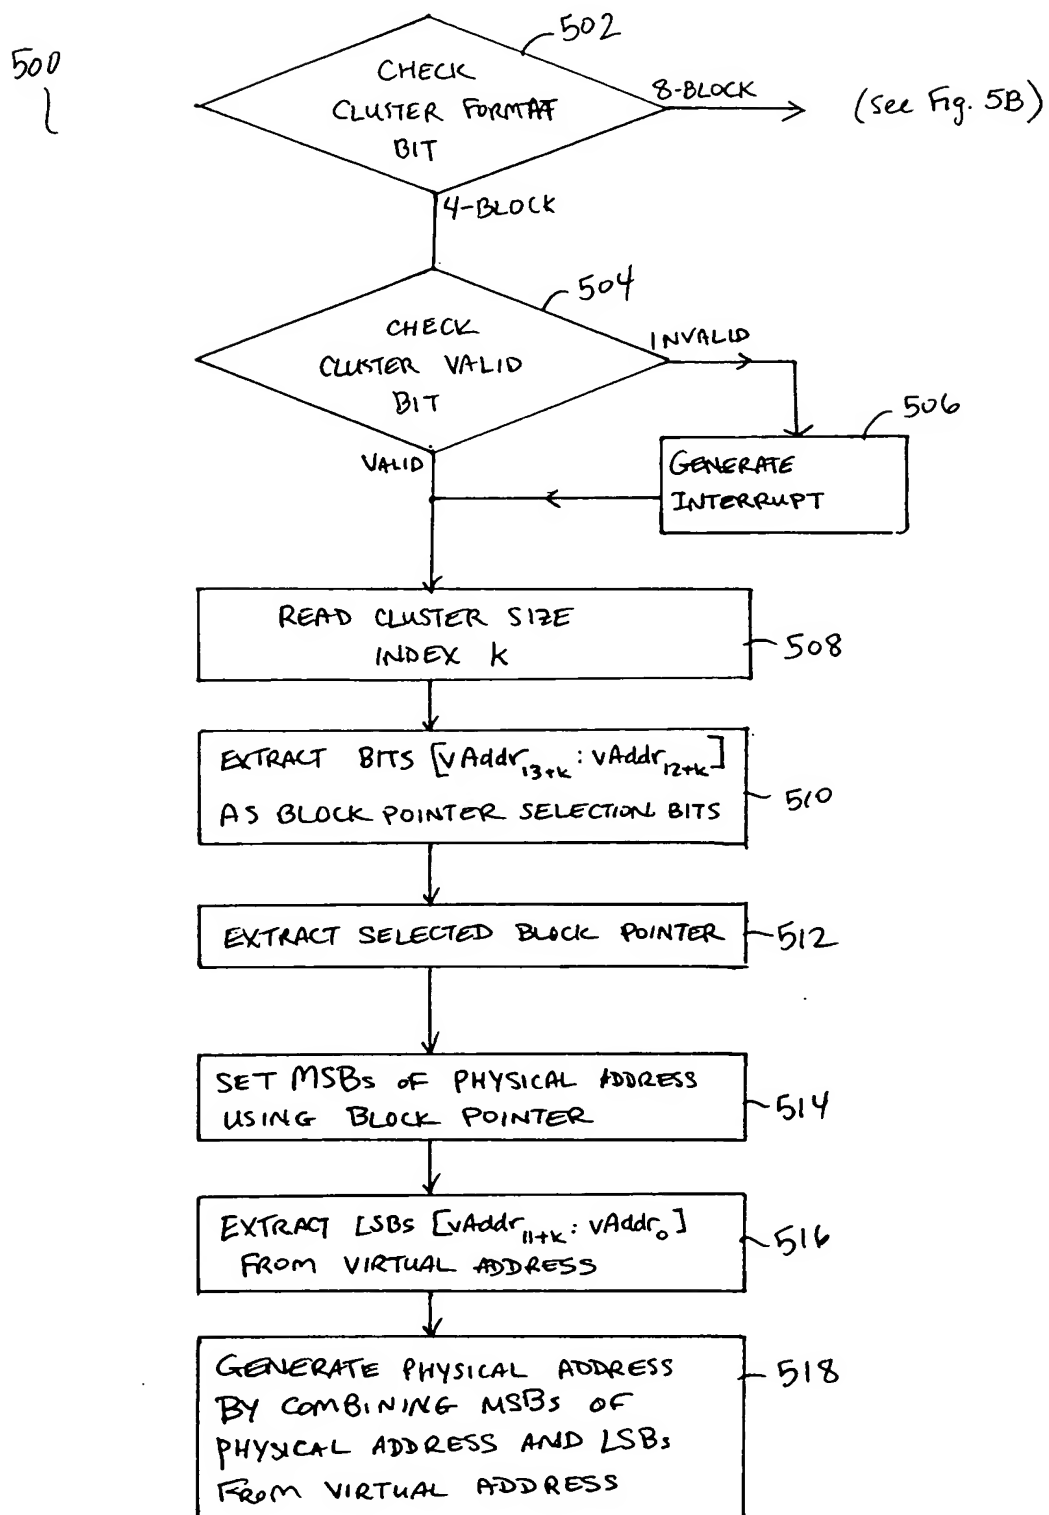 500
502
CHECK
CLUSTER FORMAT
BIT
8-BLOCK
(see Fig. 5B)
4-BLOCK
504
CHECK
CLUSTER VALID
BIT
INVALID
506
VALID
GENERATE
INTERRUPT
READ CLUSTER SIZE
INDEX k
508
EXTRACT BITS [vAddr13+k : vAddr12+k]
AS BLOCK POINTER SELECTION BITS
510
EXTRACT SELECTED BLOCK POINTER
512
SET MSBs OF PHYSICAL ADDRESS
USING BLOCK POINTER
514
EXTRACT LSBs [vAddr11+k : vAddr0]
FROM VIRTUAL ADDRESS
516
GENERATE PHYSICAL ADDRESS
BY COMBINING MSBs OF
PHYSICAL ADDRESS AND LSBs
FROM VIRTUAL ADDRESS
518